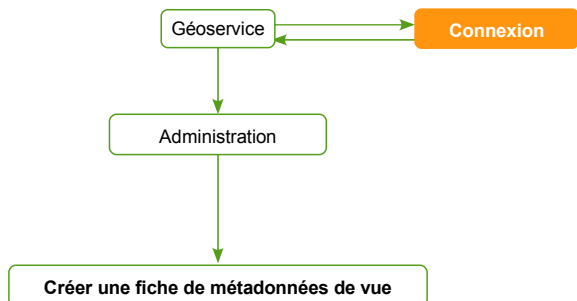 Géoservice
Connexion
Administration
Créer une fiche de métadonnées de vue